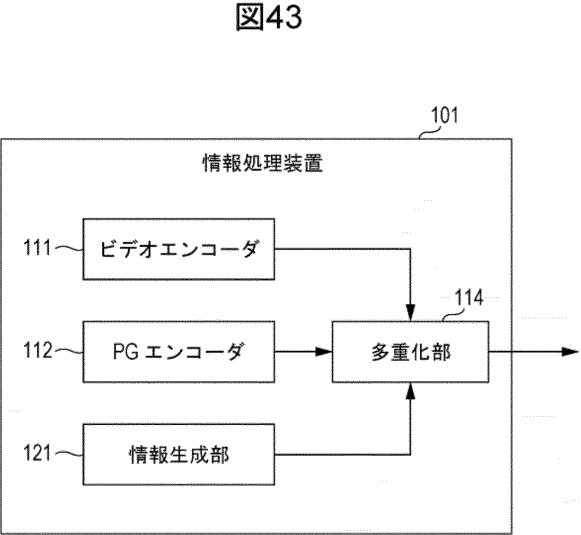 図43
101
情報処理装置
111
ビデオエンコーダ
114
112
PG エンコーダ
多重化部
121
情報生成部